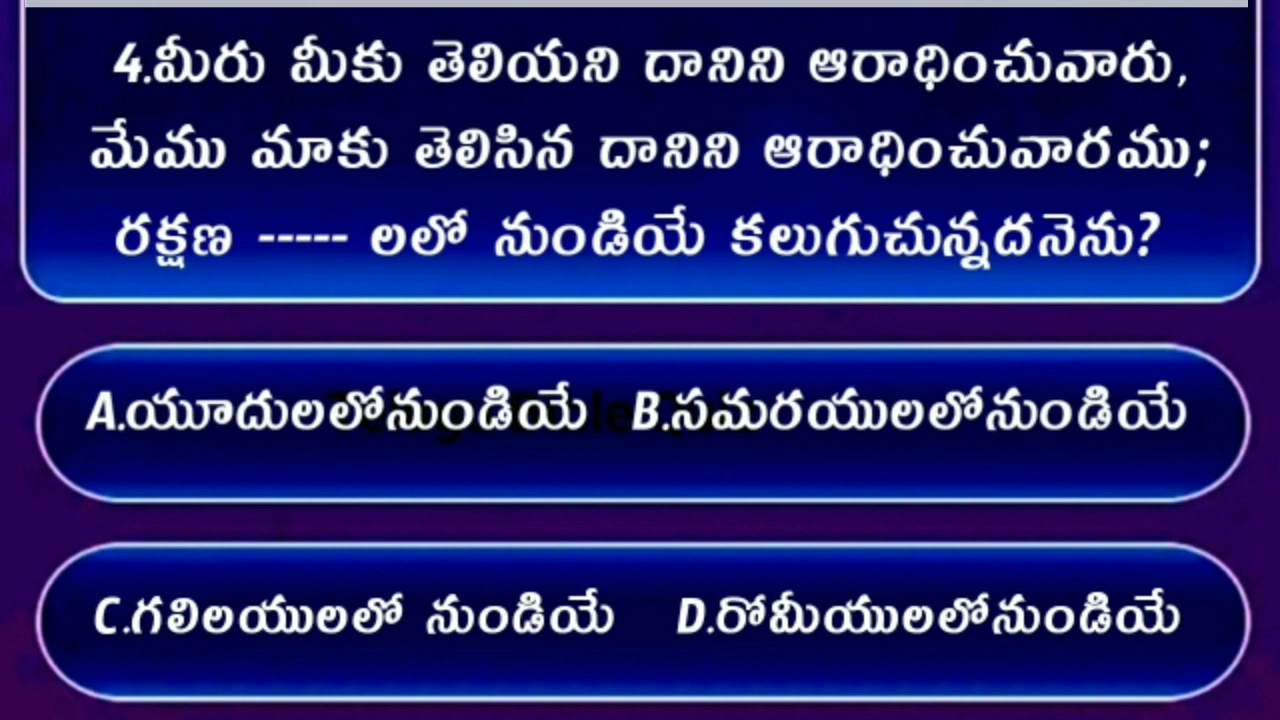 4.మీరు మీకు తెలియని దానిని ఆరాధించువారు,
మేము మాకు తెలిసిన దానిని ఆరాధించువారము;
రక్షణ ----- లలో నుండియే కలుగుచున్నదనెను?
A.యూదులలోనుండియే B.సమరయులలోనుండియే
C.గలిలయులలో నుండియే D.రోమీయులలోనుండియే